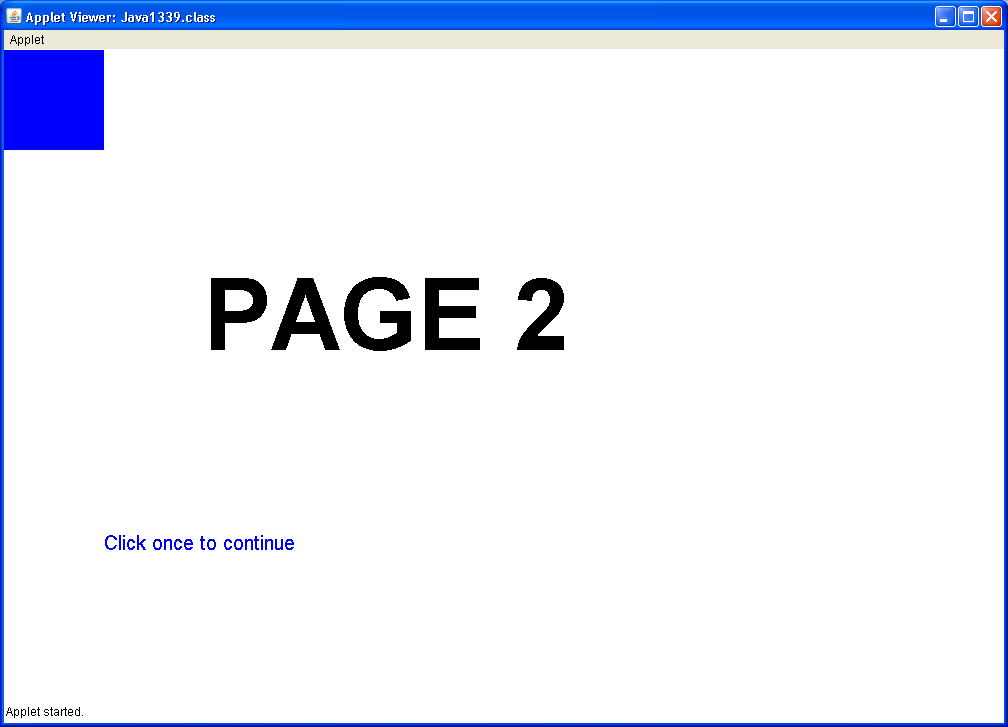 Applet Viewer: Java1339.class
Applet
PAGE 2
Click once to continue
Applet started.